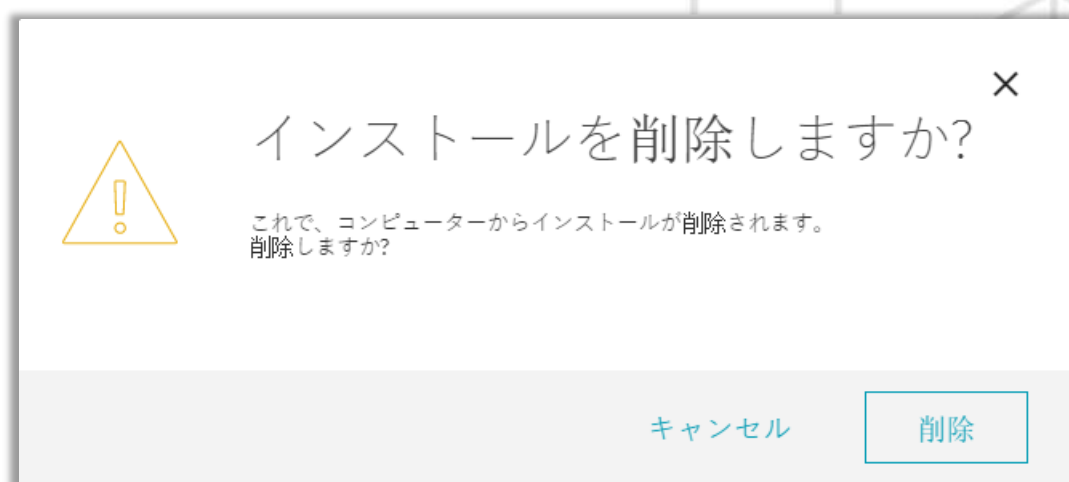 インストールを削除しますか?
これで、コンピューターからインストールが削除されます。
削除しますか?
キャンセル
削除